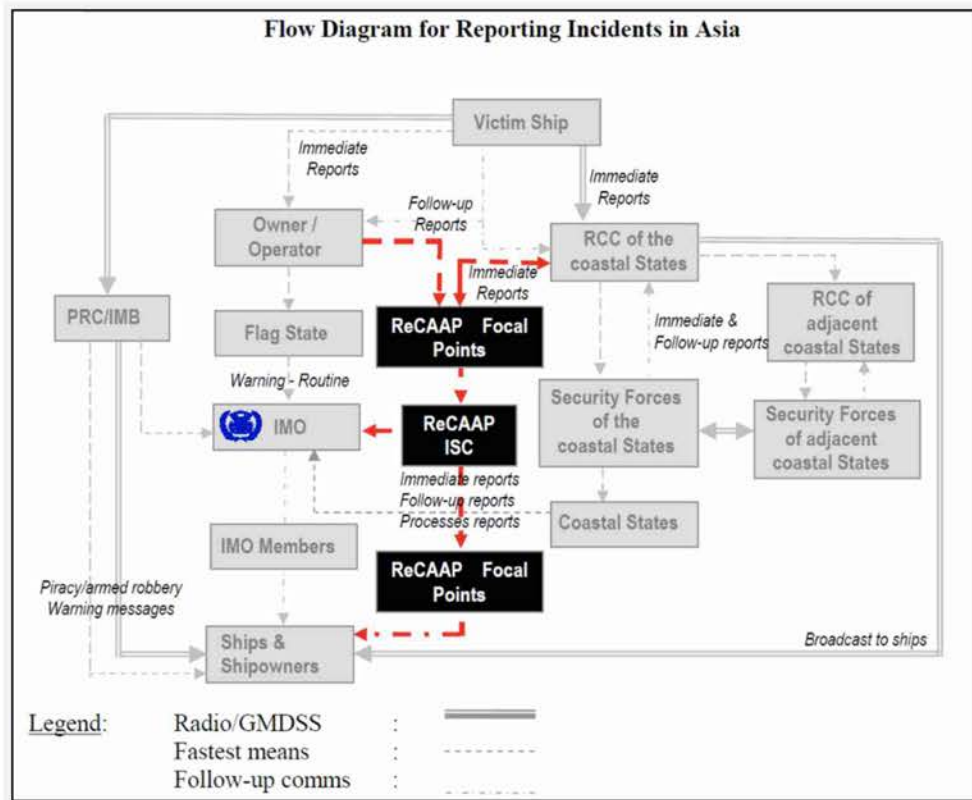 Flow Diagram for Reporting Incidents in Asia
Victim Ship
Immediate
Reports
Immediate
Reports
Follow-up
Reports
Owner /
Operator
RCC of the
coastal States
Immediate
Reports
RCC of
adjacent
coastal States
PRC/IMB
Flag State
ReCAAP Focal
Points
Immediate &
Follow-up reports
Warning - Routine
IMO
ReCAAP
ISC
Security Forces
of the
coastal States
Security Forces
of adjacent
coastal States
Immediate reports
Follow-up reports
Processes reports
Coastal States
IMO Members
ReCAAP Focal
Points
Piracy/armed robbery
Warning messages
Ships &
Shipowners
Broadcast to ships
Legend:
Radio/GMDSS :
Fastest means :
Follow-up comms :